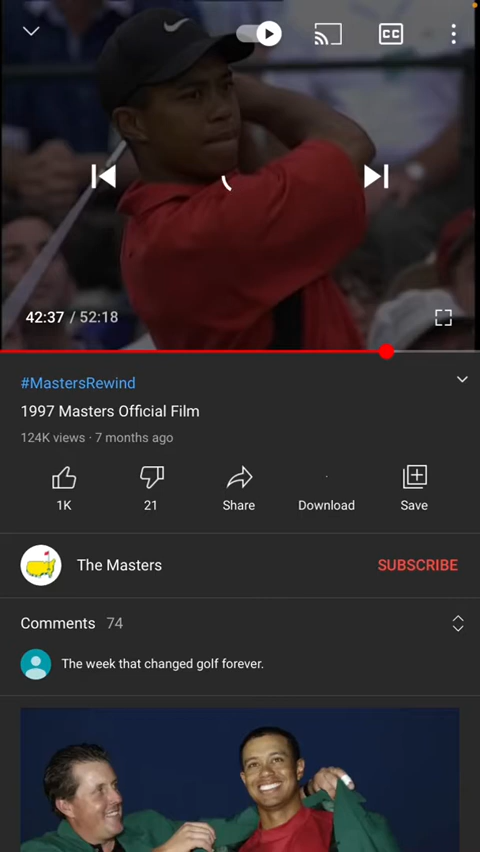 CC
42:37 / 52:18
#MastersRewind
1997 Masters Official Film
124K views · 7 months ago
1K
21
Share
Download
Save
The Masters
SUBSCRIBE
Comments 74
The week that changed golf forever.